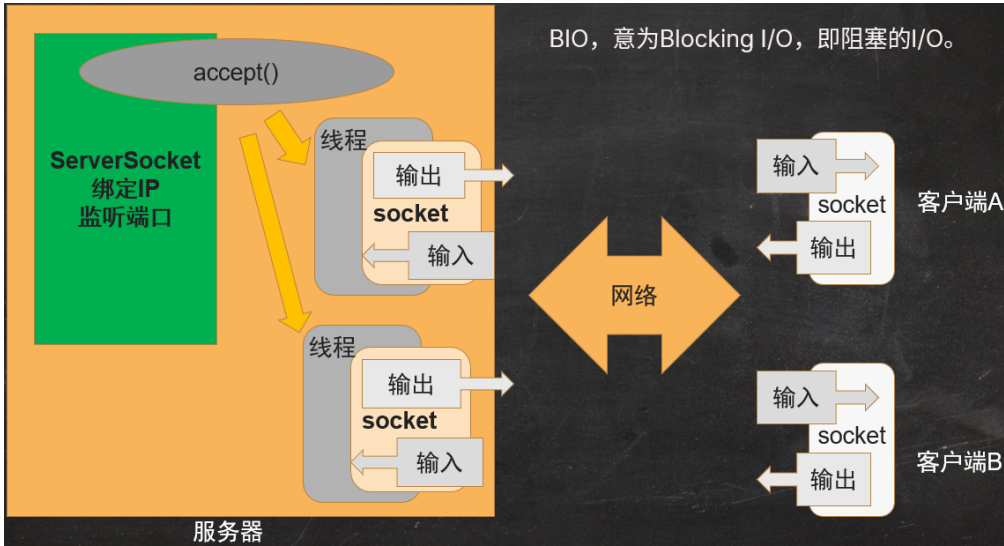 BIO，意为Blocking I/O，即阻塞的I/O。
accept()
ServerSocket
绑定IP
监听端口
线程
输出
socket
输入
线程
输出
socket
输入
服务器
网络
输入
socket
输出
客户端A
输入
socket
输出
客户端B